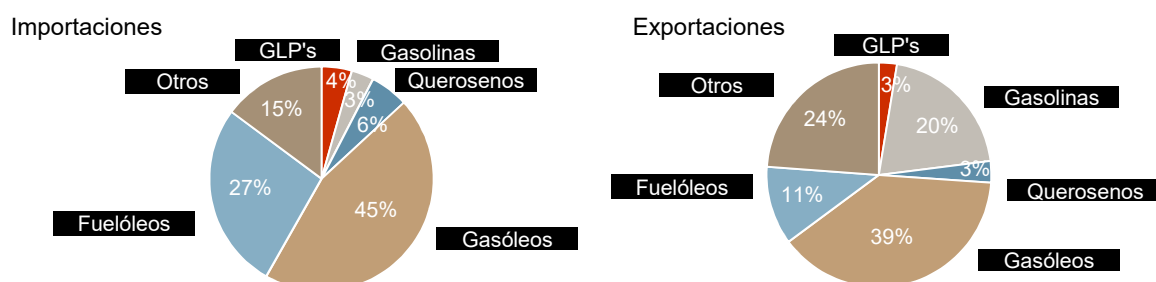 Importaciones
GLP's
Gasolinas
Querosenos
Otros
4%
3%
6%
15%
27%
45%
Fuelóleos
Gasóleos
Exportaciones
GLP's
Otros
Gasolinas
3%
24%
20%
3%
Fuelóleos
11%
Querosenos
39%
Gasóleos